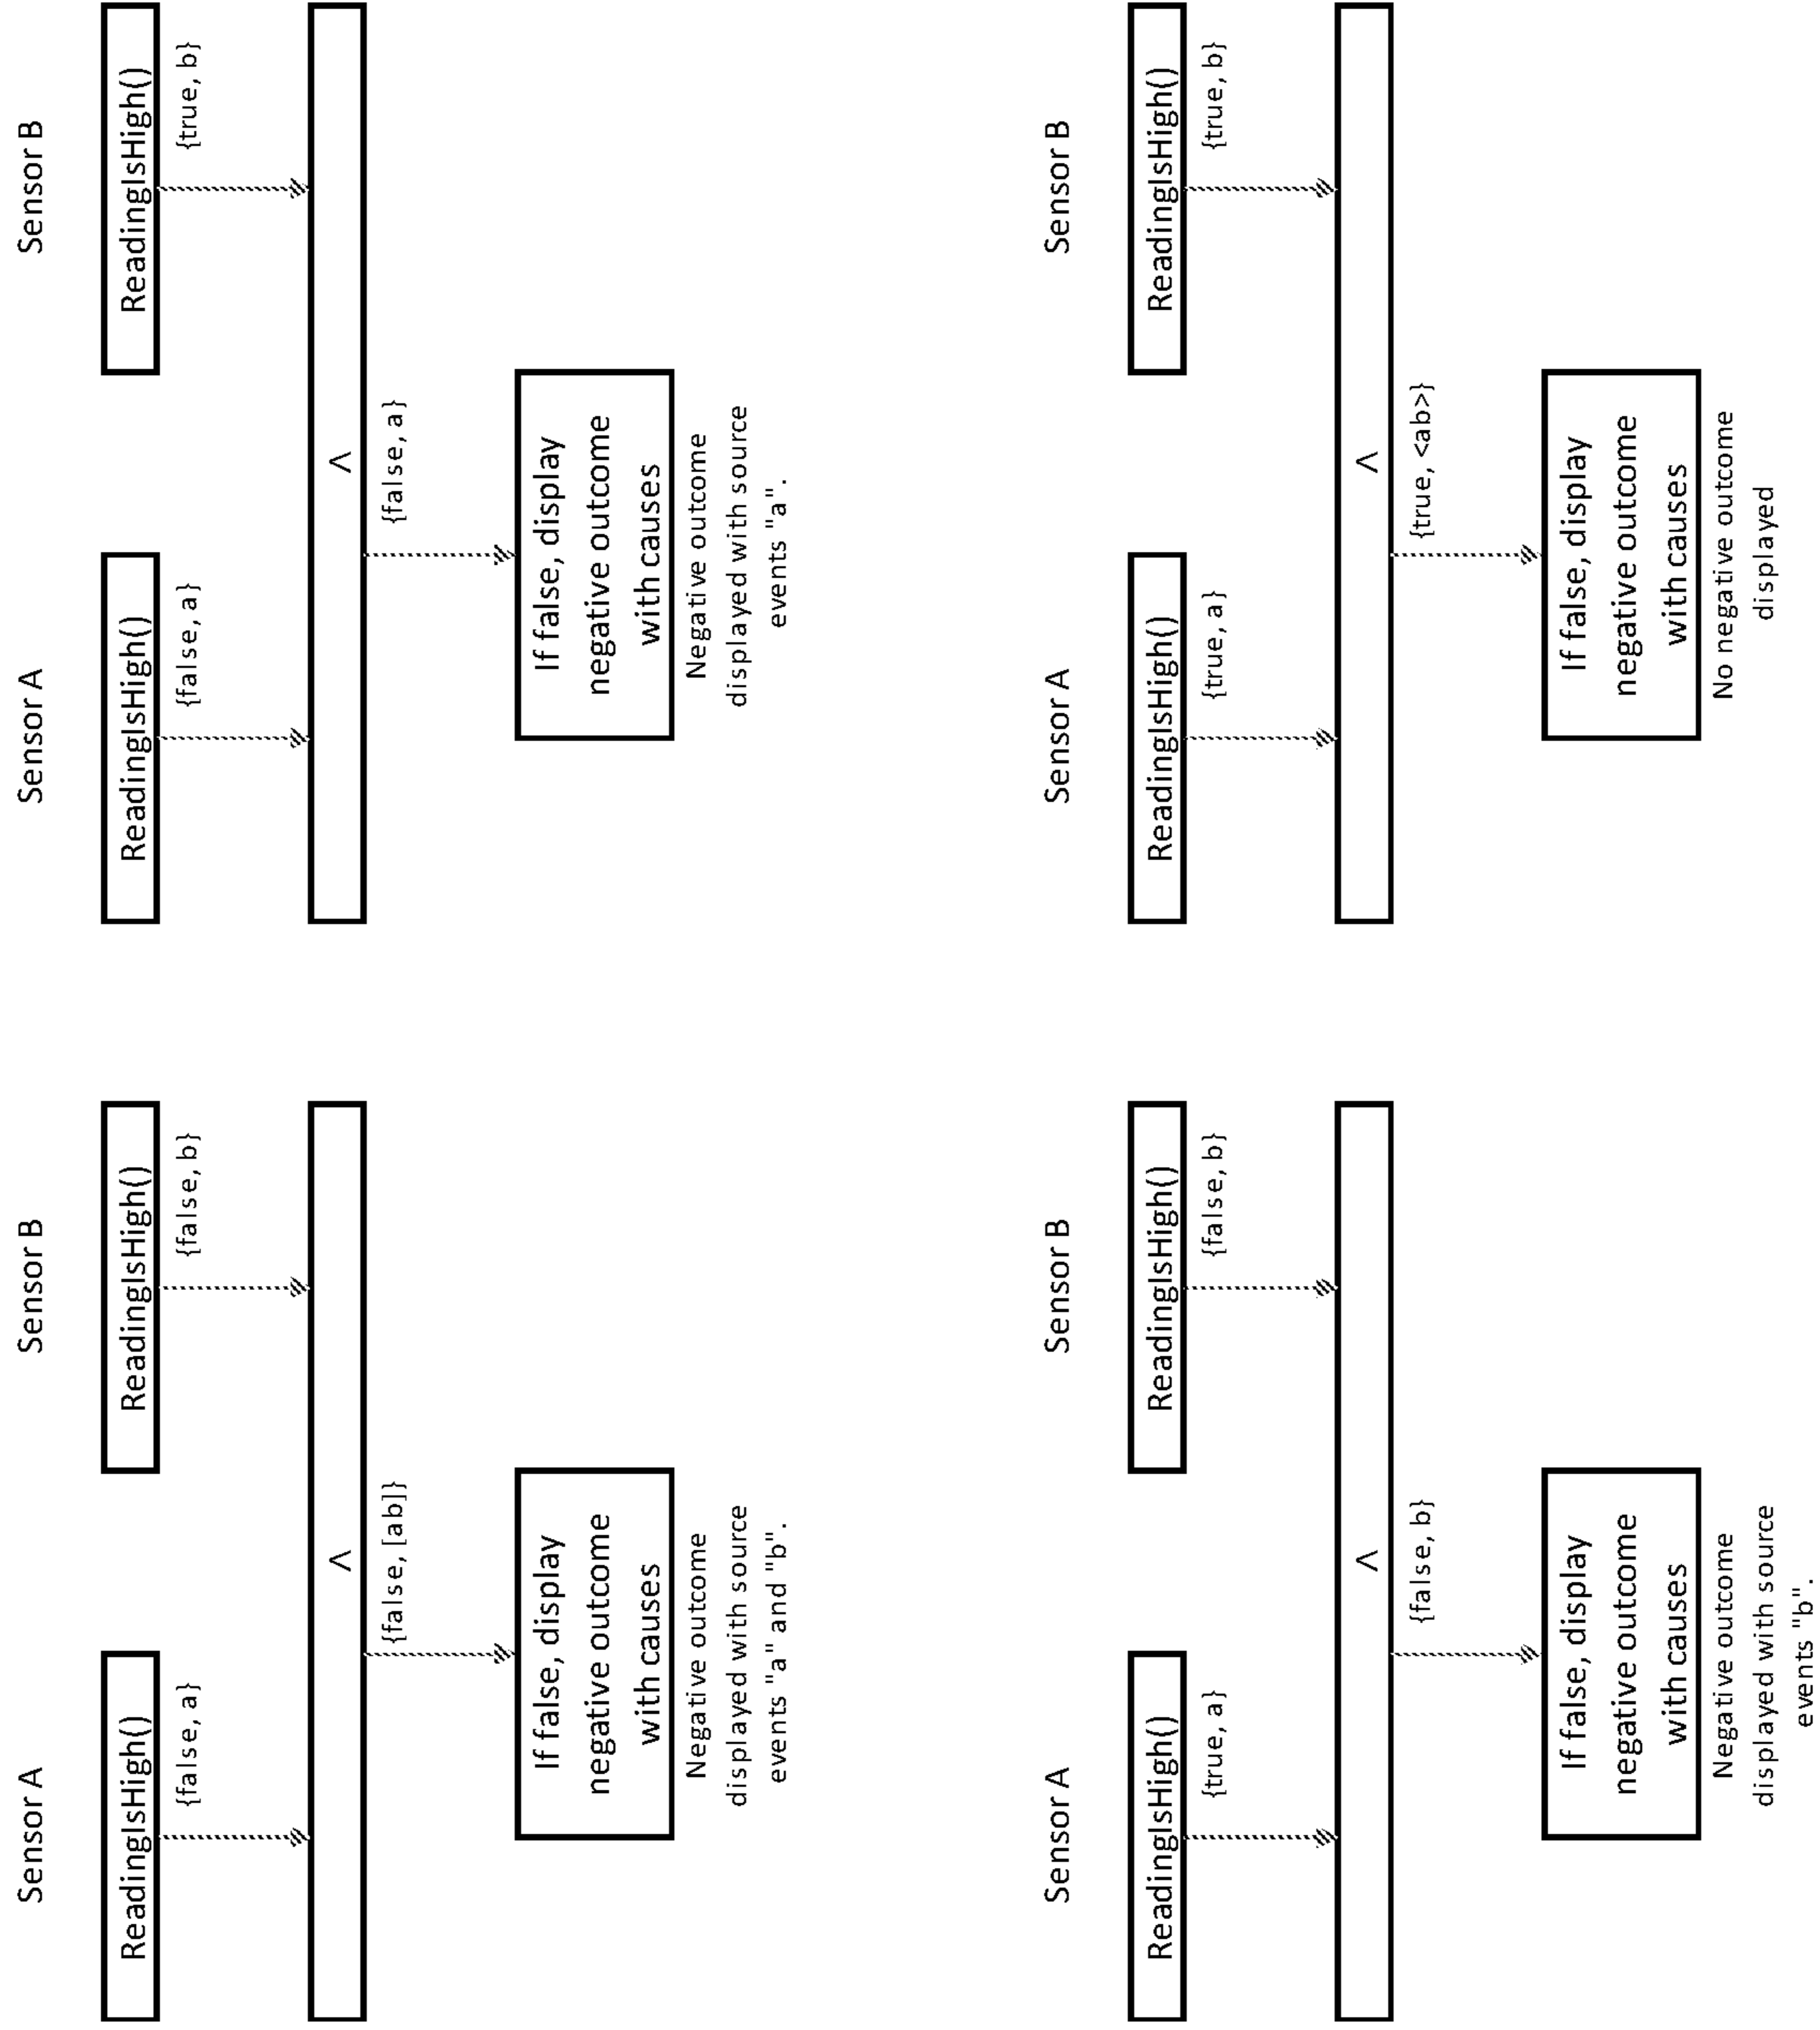 Sensor A
Sensor B
ReadingIsHigh()
ReadingIsHigh()
{false, a}
{false, b}
∧
{false, [ab]}
If false, display
negative outcome
with causes
Negative outcome
displayed with source
events "a" and "b".
Sensor A
Sensor B
ReadingIsHigh()
ReadingIsHigh()
{false, a}
{true, b}
∧
{false, a}
If false, display
negative outcome
with causes
Negative outcome
displayed with source
events "a".
Sensor A
Sensor B
ReadingIsHigh()
ReadingIsHigh()
{true, a}
{false, b}
∧
{false, b}
If false, display
negative outcome
with causes
Negative outcome
displayed with source
events "b".
Sensor A
Sensor B
ReadingIsHigh()
ReadingIsHigh()
{true, a}
{true, b}
∧
{true, <ab>}
If false, display
negative outcome
with causes
No negative outcome
displayed